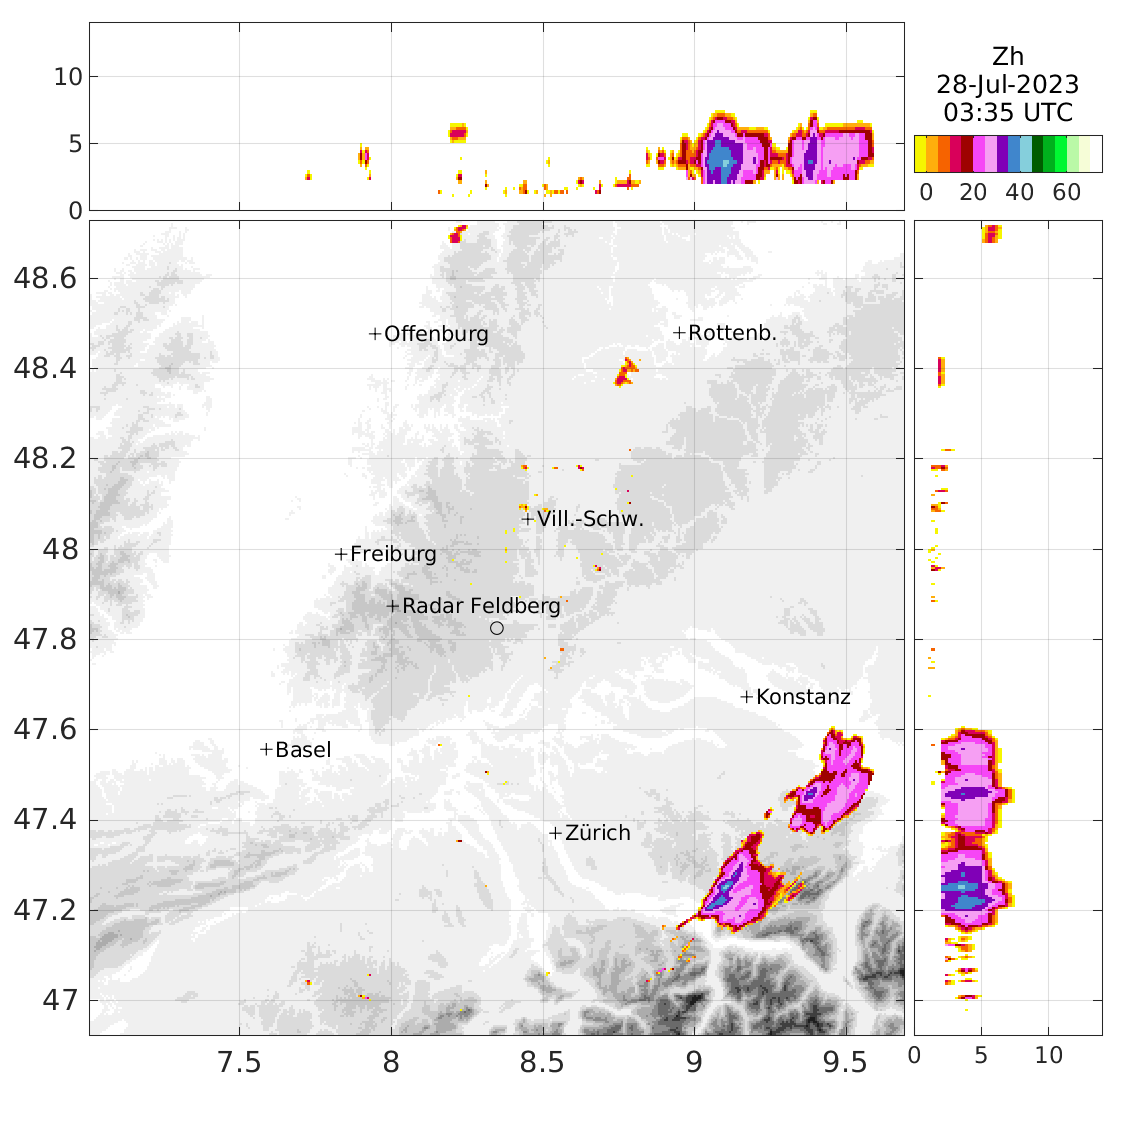 10
5
0
Zh
28-Jul-2023
03:35 UTC
0 20 40 60
48.6
48.4
48.2
48
47.8
47.6
47.4
47.2
47
+Offenburg
+Rottenb.
+Vill.-Schw.
+Freiburg
+Radar Feldberg
+Konstanz
+Basel
+Zürich
7.5 8 8.5 9 9.5
0 5 10